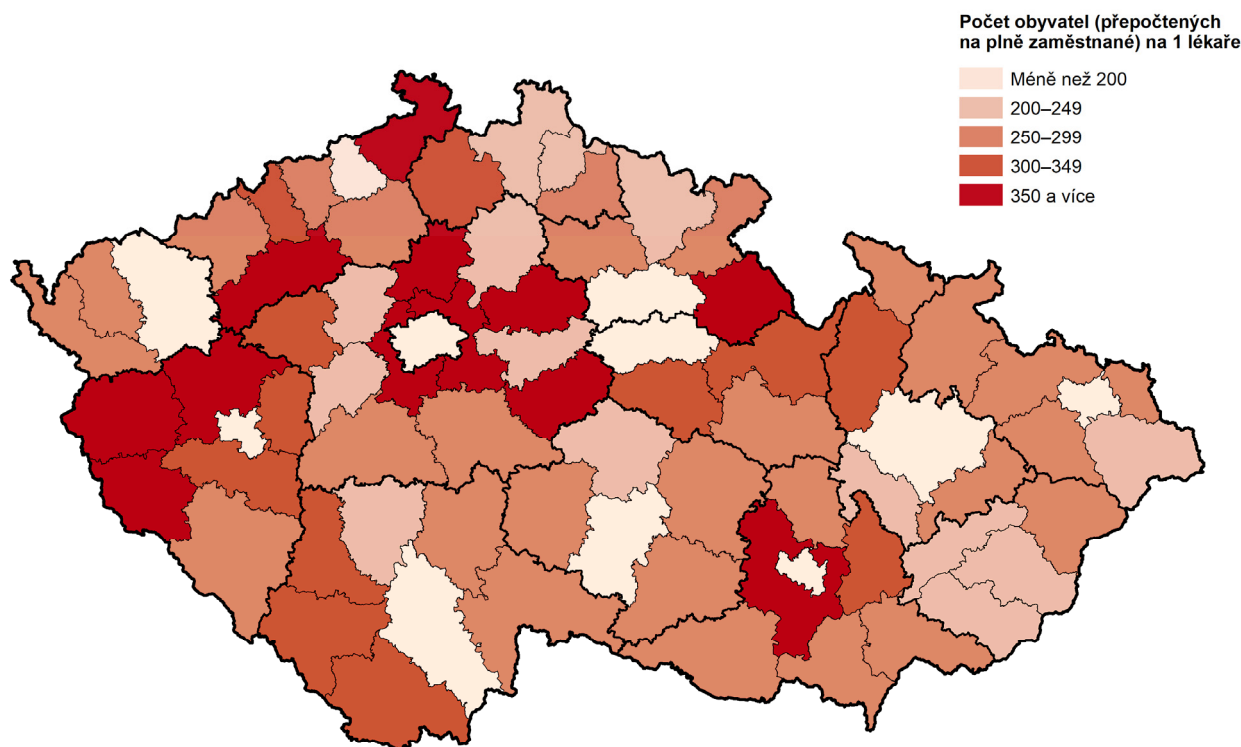 Počet obyvatel (přepočtených
na plně zaměstnané) na 1 lékaře
Méně než 200
200–249
250–299
300–349
350 a více